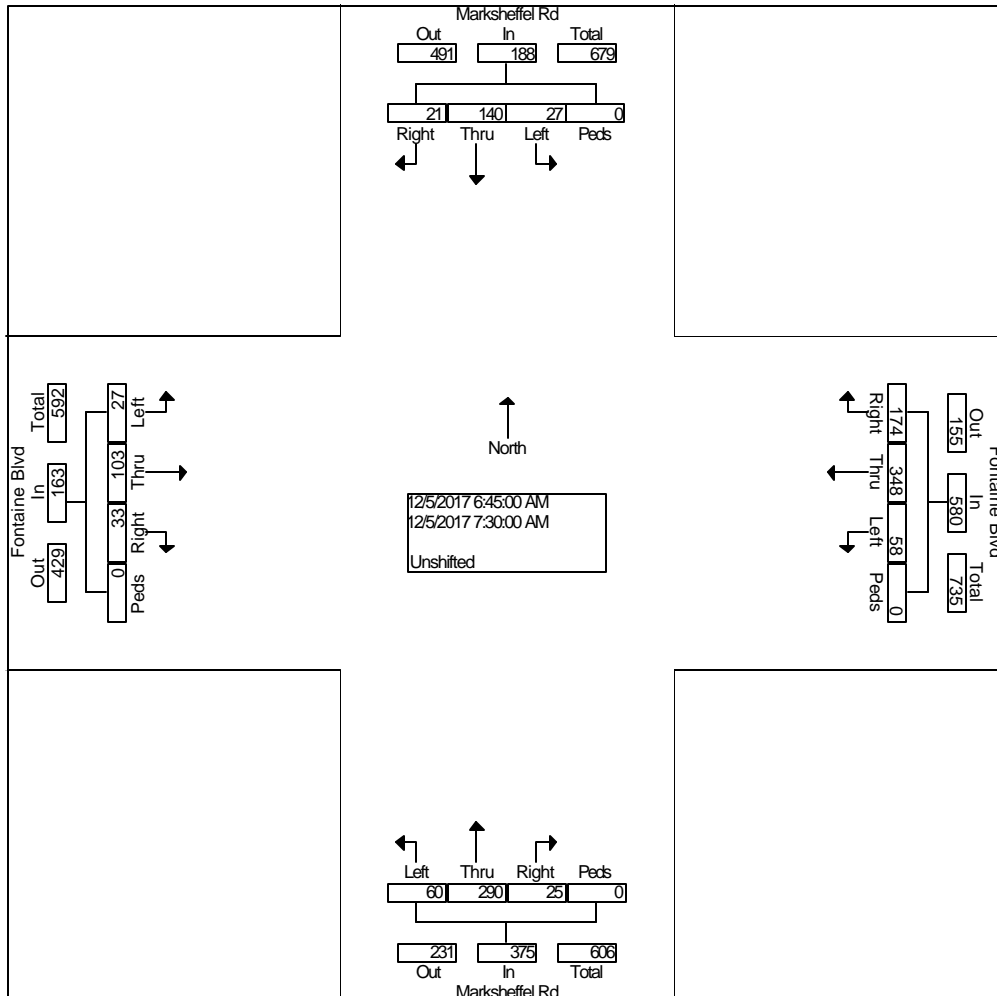 Marksheffel Rd
Out In Total
491 188 679
21 140 27 0
Right Thru Left Peds
Fontaine Blvd
Total In Out
592 163 429
27 103 33 0
Left Thru Right Peds
North
12/5/2017 6:45:00 AM
12/5/2017 7:30:00 AM
Unshifted
Right Thru Left Peds
174 348 58 0
Out In Total
155 580 735
Fontaine Blvd
Left Thru Right Peds
60 290 25 0
231 375 606
Out In Total
Marksheffel Rd